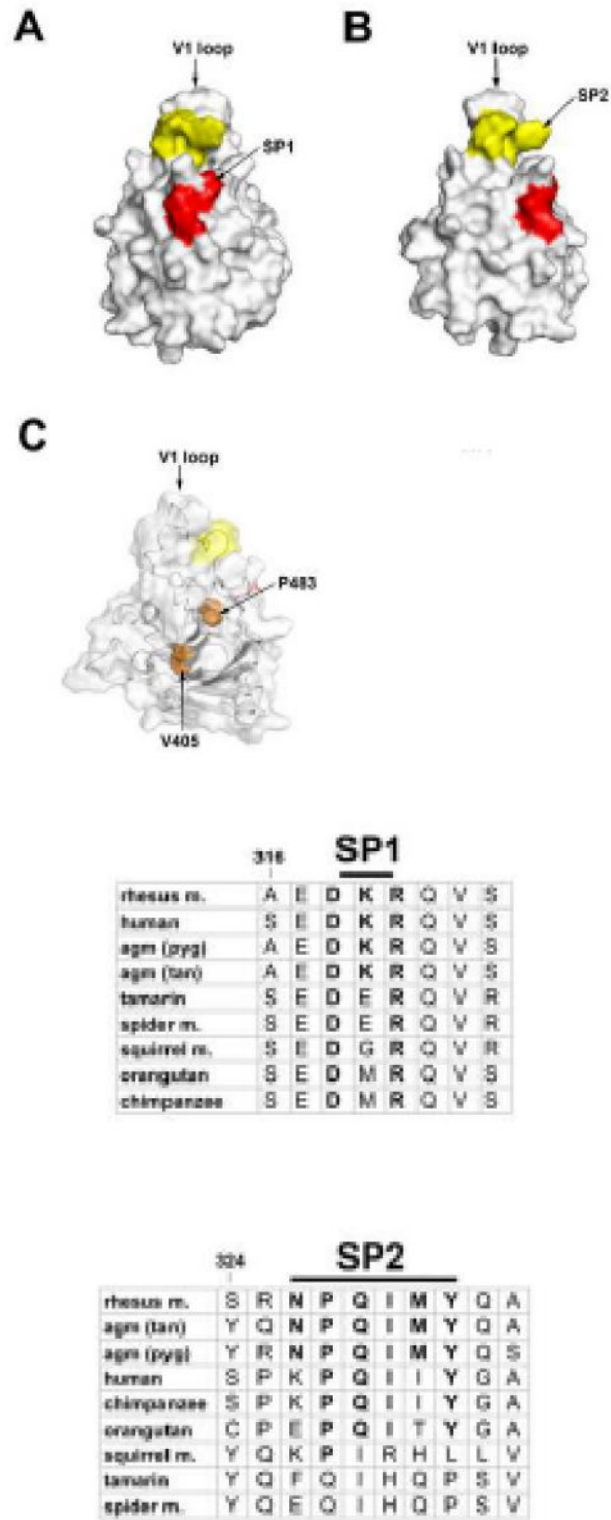 A
B
V1 loop
V1 loop
SP2
SP1
C
V1 loop
P483
V405
316 SP1
rhesus m. A E D K R Q V S
human S E D K R Q V S
agm (pyg) A E D K R Q V S
agm (tan) A E D K R Q V S
tamarin S E D E R Q V R
spider m. S E D E R Q V R
squirrel m. S E D G R Q V R
orangutan S E D M R Q V S
chimpanzee S E D M R Q V S
324 SP2
rhesus m. S R N P Q I M Y Q A
agm (tan) Y Q N P Q I M Y Q A
agm (pyg) Y R N P Q I M Y Q S
human S P K P Q I I Y G A
chimpanzee S P K P Q I I Y G A
orangutan C P E P Q I T Y G A
squirrel m. Y Q K P I R H L L V
tamarin Y Q F Q I H Q P S V
spider m. Y Q E Q I H Q P S V